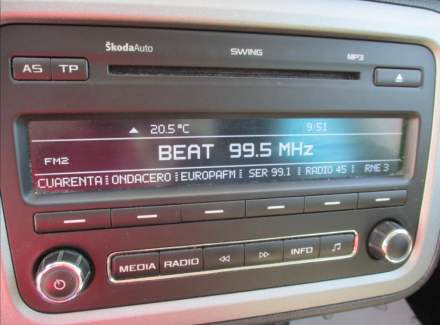 ŠkodaAuto SWING MP3
AS TP
20.5°C 9:51
FM2 BEAT 99.5 MHz
CUARENTA ONDACERO EUROPAFM SER 99.1 RADIO 45 RNE 3
MEDIA RADIO INFO